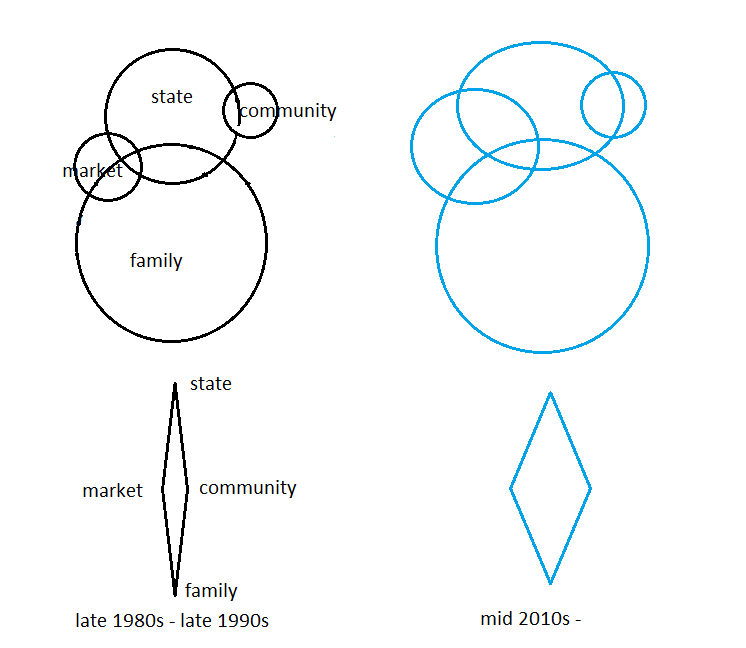 state
community
market
family
state
market
community
family
late 1980s - late 1990s
mid 2010s -